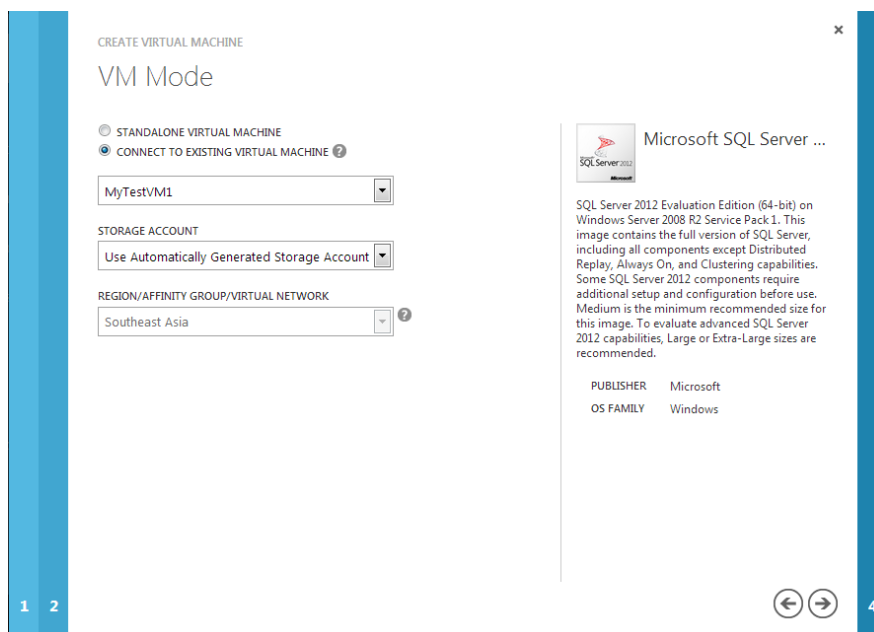 CREATE VIRTUAL MACHINE
VM Mode
STANDALONE VIRTUAL MACHINE
CONNECT TO EXISTING VIRTUAL MACHINE ?
MyTestVM1
STORAGE ACCOUNT
Use Automatically Generated Storage Account
REGION/AFFINITY GROUP/VIRTUAL NETWORK
Southeast Asia ?
SQL Server 2012
Microsoft
Microsoft SQL Server ...
SQL Server 2012 Evaluation Edition (64-bit) on
Windows Server 2008 R2 Service Pack 1. This
image contains the full version of SQL Server,
including all components except Distributed
Replay, Always On, and Clustering capabilities.
Some SQL Server 2012 components require
additional setup and configuration before use.
Medium is the minimum recommended size for
this image. To evaluate advanced SQL Server
2012 capabilities, Large or Extra-Large sizes are
recommended.
PUBLISHER Microsoft
OS FAMILY Windows
1 2
4